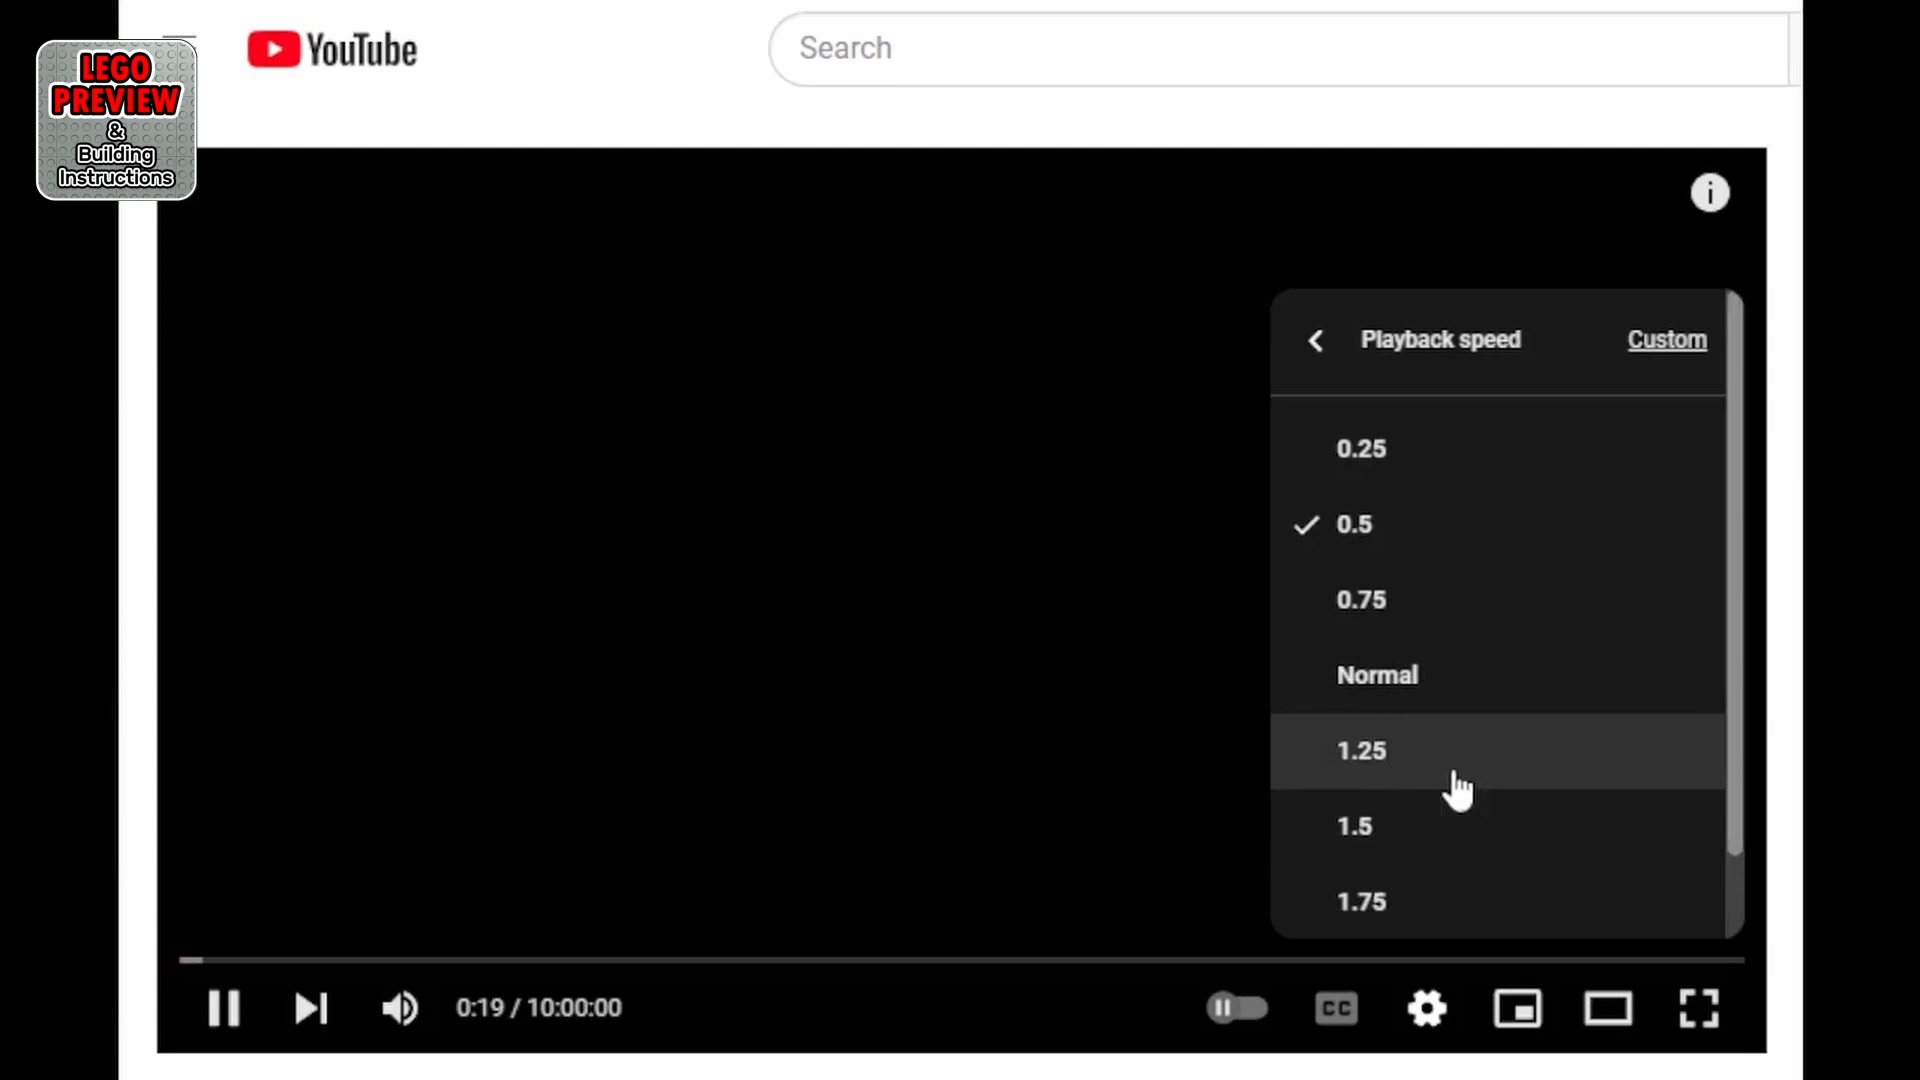 YouTube
Search
LEGO
PREVIEW
&
Building
Instructions
i
Playback speed Custom
0.25
0.5
0.75
Normal
1.25
1.5
1.75
0:19 / 10:00:00
CC